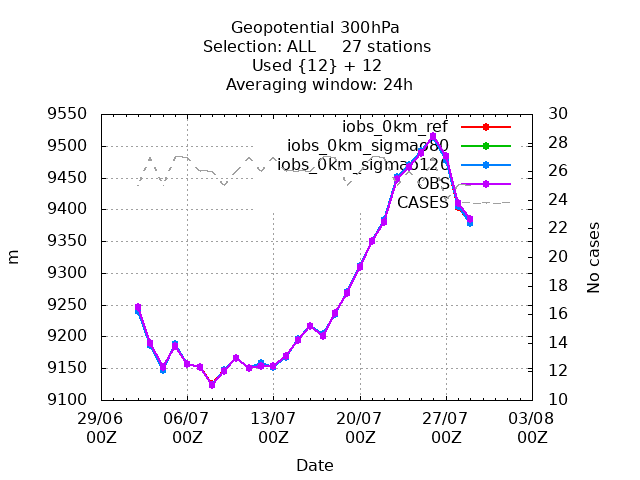 Geopotential 300hPa
Selection: ALL     27 stations
Used {12} + 12
Averaging window: 24h
9550
9500
9450
9400
9350
9300
9250
9200
9150
9100
m
30
28
26
24
22
20
18
16
14
12
10
No cases
iobs_0km_ref
iobs_0km_sigmao80
iobs_0km_sigmao120
OBS
CASES
29/06 00Z
06/07 00Z
13/07 00Z
20/07 00Z
27/07 00Z
03/08 00Z
Date